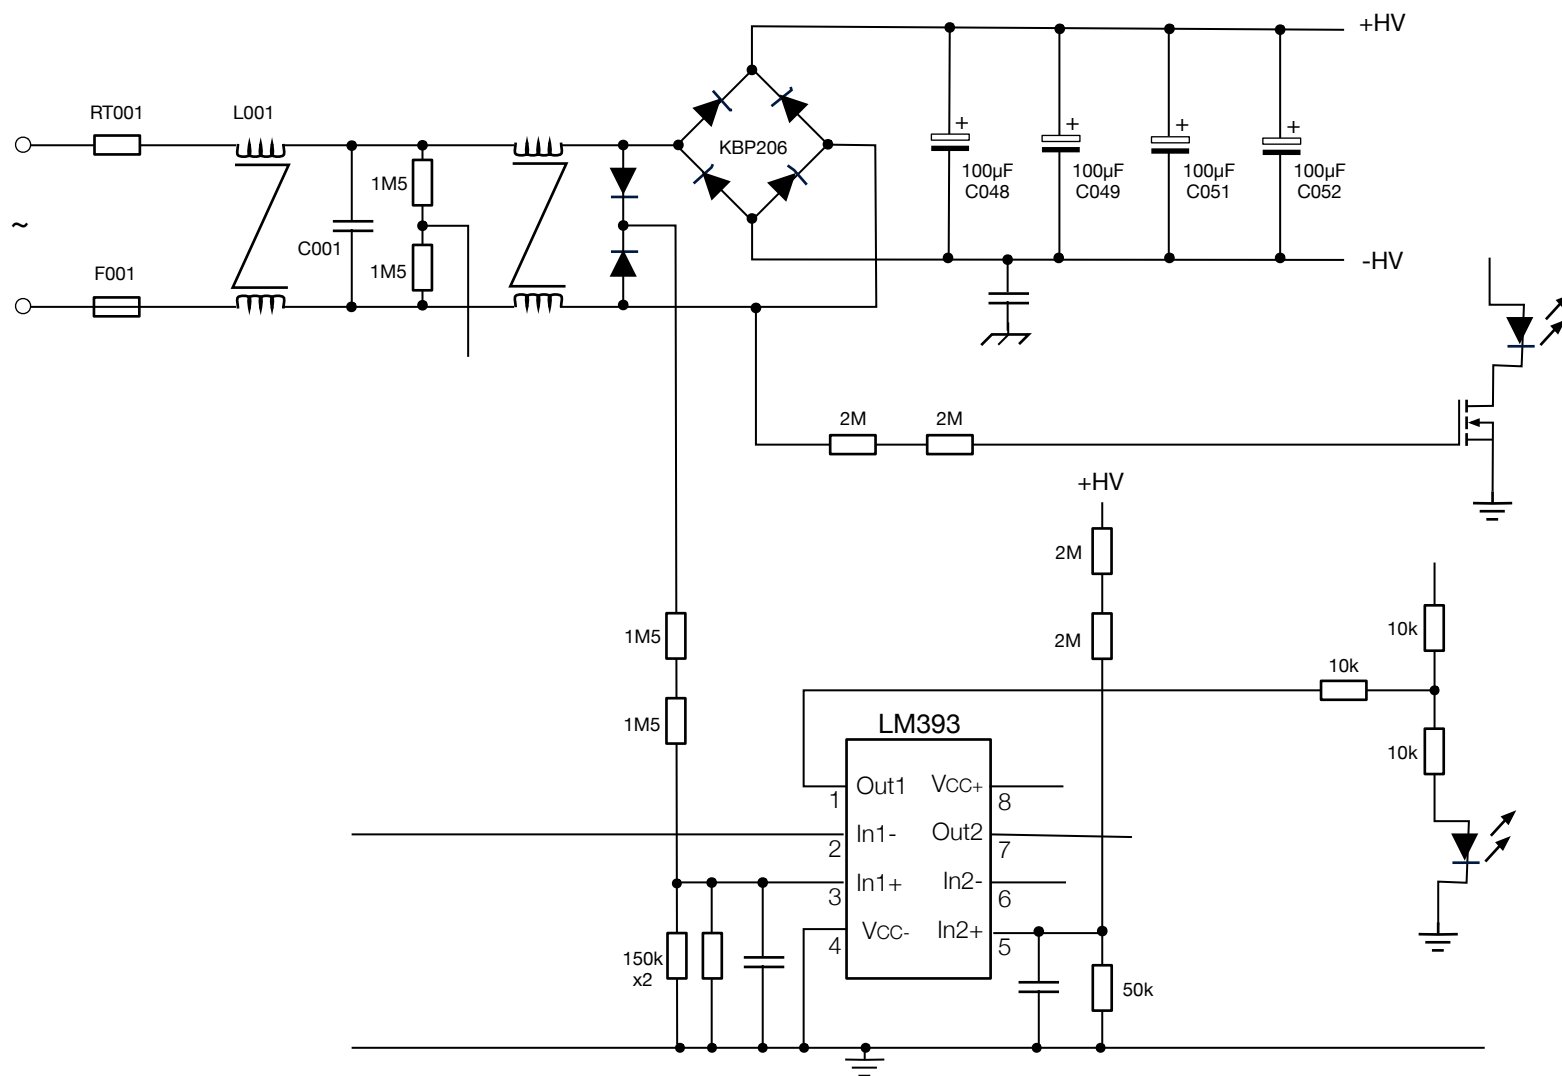 +HV
RT001
L001
KBP206
1M5
+
100µF
C048
+
100µF
C049
+
100µF
C051
+
100µF
C052
~
C001
F001
1M5
-HV
2M
2M
+HV
2M
1M5
2M
10k
10k
1M5
LM393
10k
Out1
VCC+
1
8
In1-
Out2
2
7
In1+
In2-
3
6
VCC-
In2+
4
5
150k
x2
50k